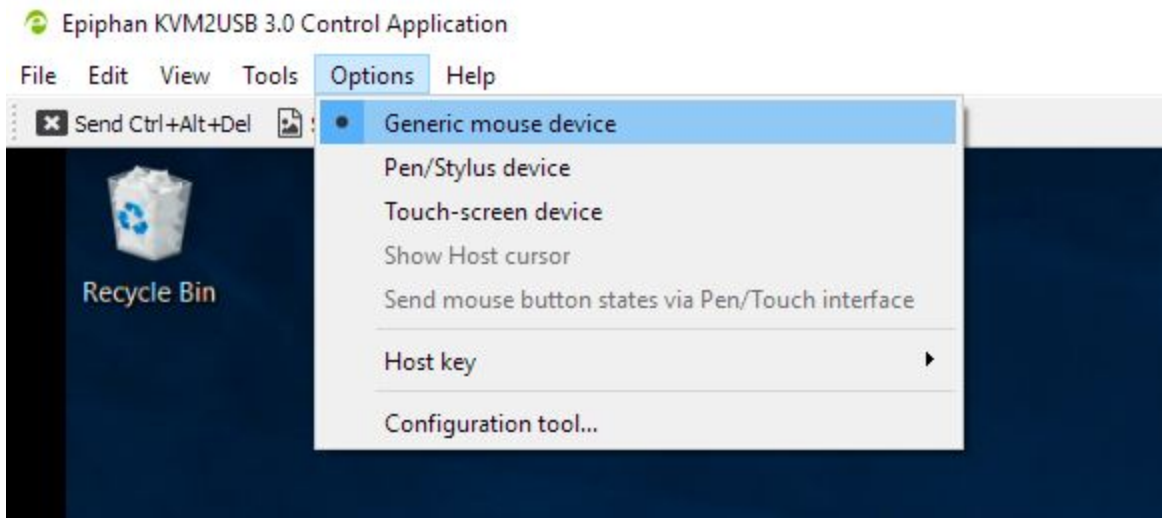 Epiphan KVM2USB 3.0 Control Application
File Edit View Tools Options Help
Send Ctrl+Alt+Del
Generic mouse device
Pen/Stylus device
Touch-screen device
Show Host cursor
Send mouse button states via Pen/Touch interface
Host key
Configuration tool...
Recycle Bin